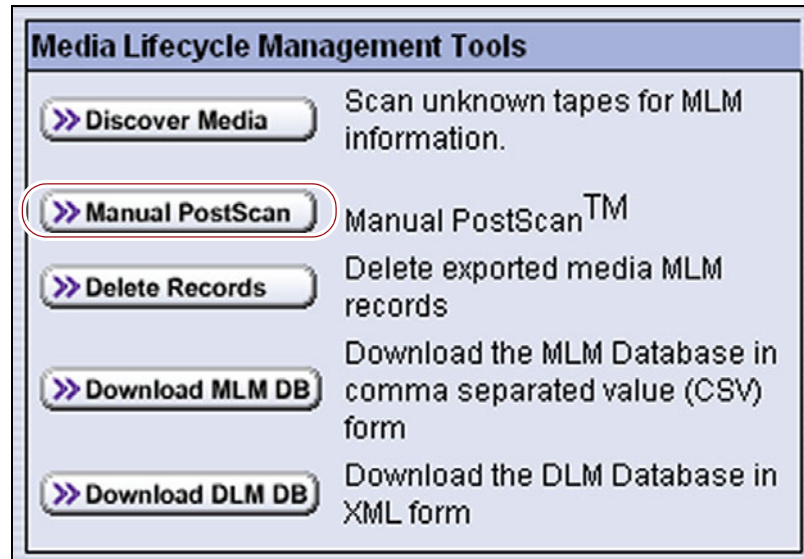 Media Lifecycle Management Tools
>> Discover Media
Scan unknown tapes for MLM
information.
>> Manual PostScan
Manual PostScan™
>> Delete Records
Delete exported media MLM
records
>> Download MLM DB
Download the MLM Database in
comma separated value (CSV)
form
>> Download DLM DB
Download the DLM Database in
XML form